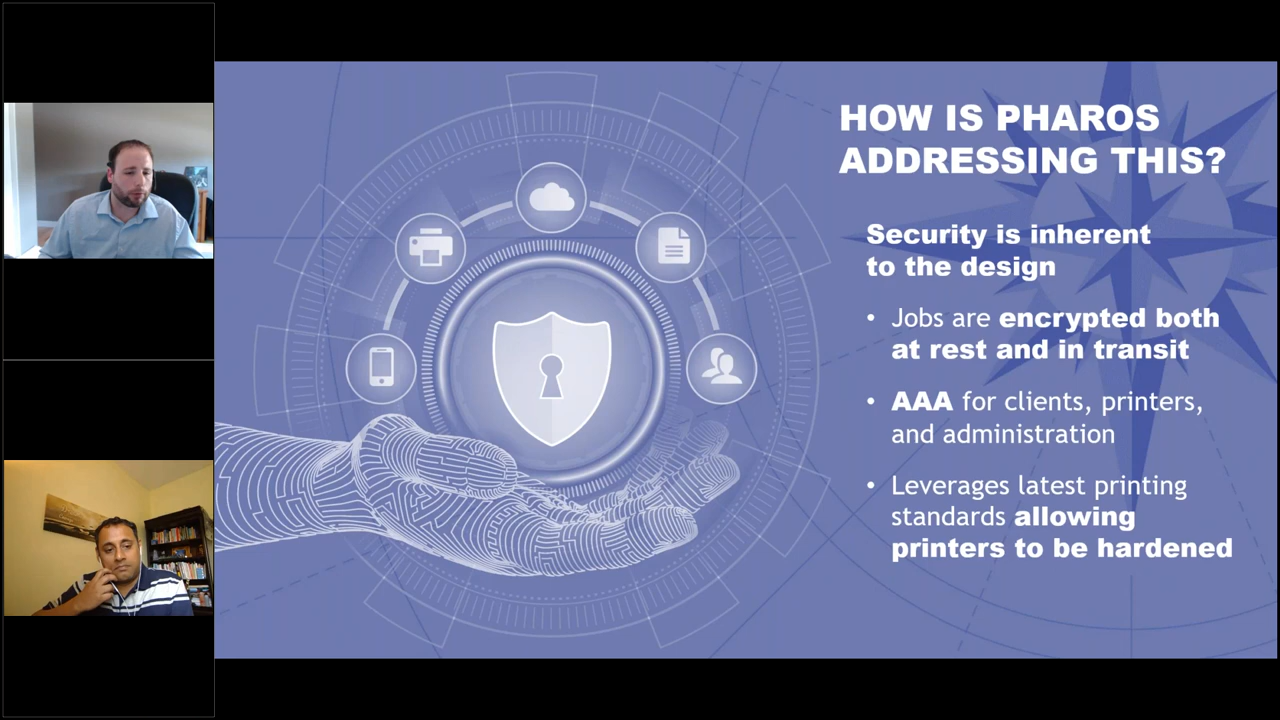 HOW IS PHAROS
ADDRESSING THIS?
Security is inherent
to the design
• Jobs are encrypted both
at rest and in transit
• AAA for clients, printers,
and administration
• Leverages latest printing
standards allowing
printers to be hardened